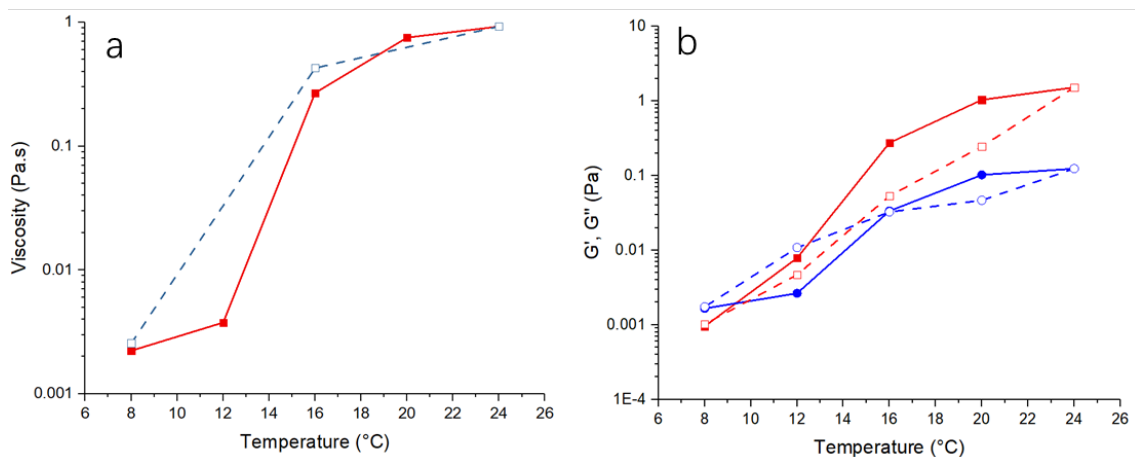 a
1
0.1
0.01
0.001
Viscosity (Pa.s)
6 8 10 12 14 16 18 20 22 24 26
Temperature (°C)
b
10
1
0.1
0.01
0.001
1E-4
G', G'' (Pa)
6 8 10 12 14 16 18 20 22 24 26
Temperature (°C)